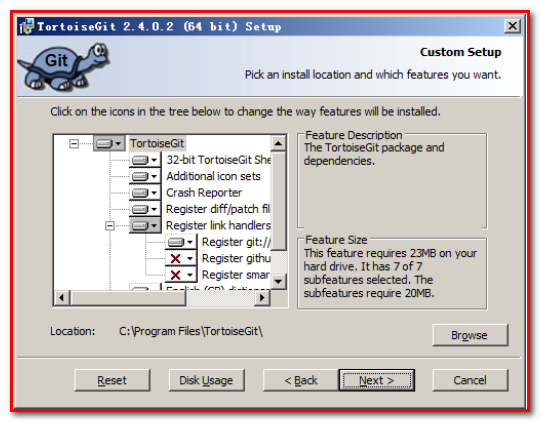 TortoiseGit 2.4.0.2 (64 bit) Setup
Git
Custom Setup
Pick an install location and which features you want.
Click on the icons in the tree below to change the way features will be installed.
TortoiseGit
32-bit TortoiseGit She
Additional icon sets
Crash Reporter
Register diff/patch fil
Register link handlers
Register git://
Register githu
Register smar
English (GB) dictionar
Feature Description
The TortoiseGit package and
dependencies.
Feature Size
This feature requires 23MB on your
hard drive. It has 7 of 7
subfeatures selected. The
subfeatures require 20MB.
Location: C:\Program Files\TortoiseGit\
Browse
Reset Disk Usage < Back Next > Cancel